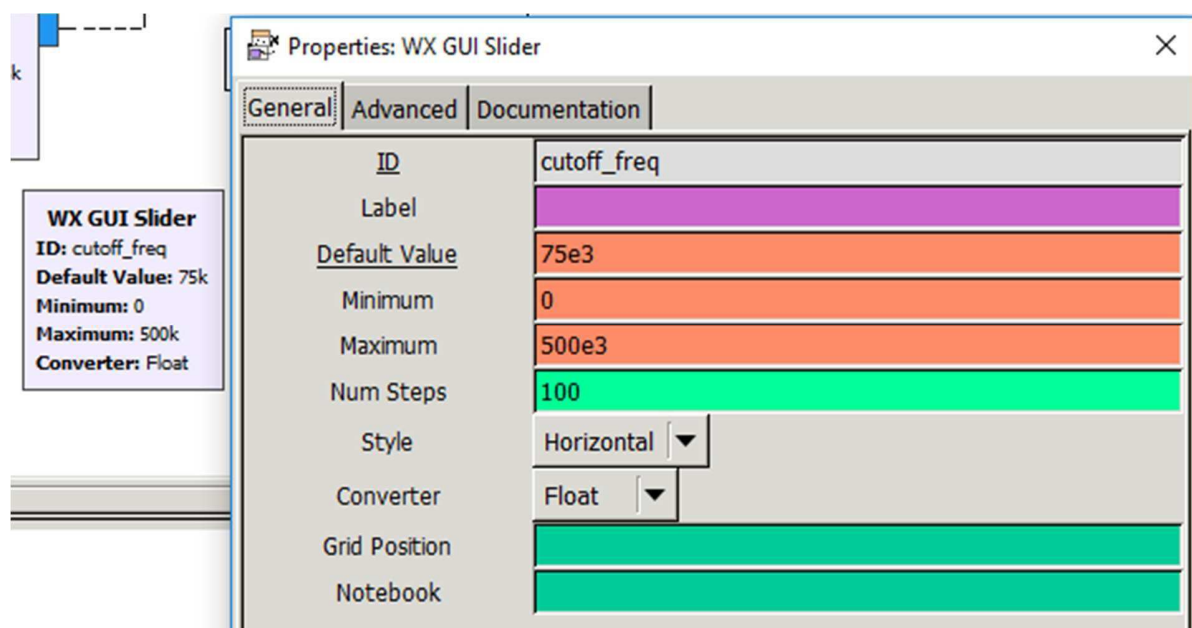 k
WX GUI Slider
ID: cutoff_freq
Default Value: 75k
Minimum: 0
Maximum: 500k
Converter: Float
Properties: WX GUI Slider
General Advanced Documentation
ID cutoff_freq
Label
Default Value 75e3
Minimum 0
Maximum 500e3
Num Steps 100
Style Horizontal
Converter Float
Grid Position
Notebook